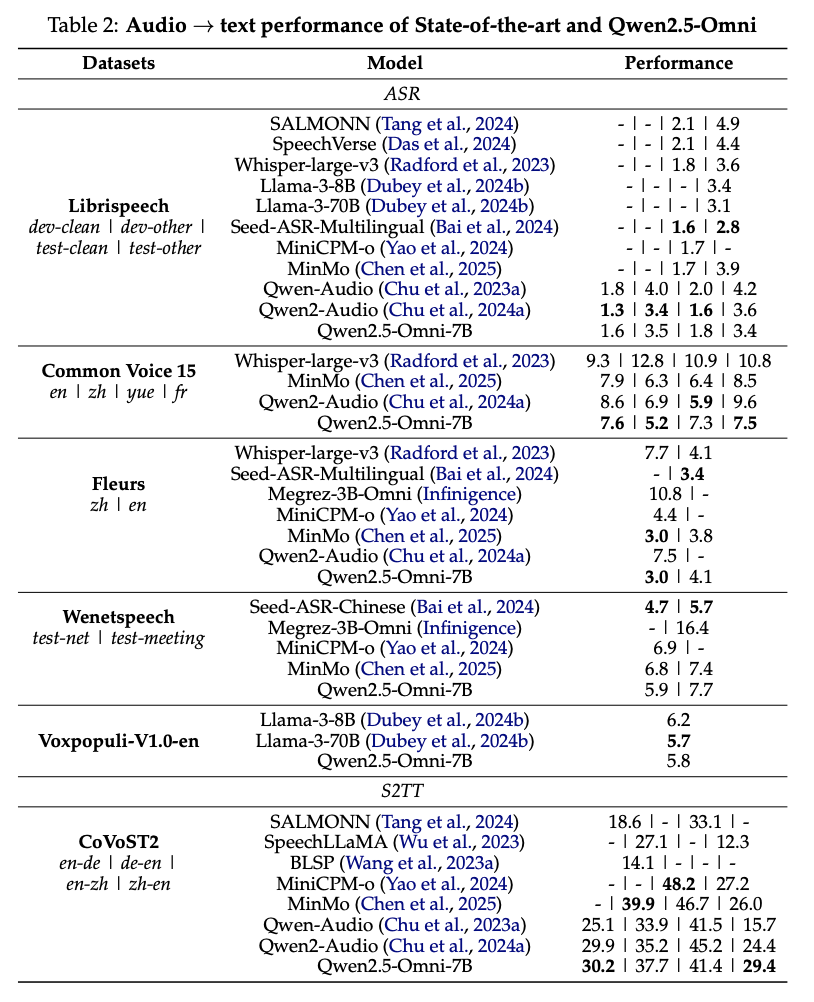 Table 2: Audio → text performance of State-of-the-art and Qwen2.5-Omni
Datasets Model Performance
ASR
Librispeech
dev-clean | dev-other |
test-clean | test-other
SALMONN (Tang et al., 2024) - | - | 2.1 | 4.9
SpeechVerse (Das et al., 2024) - | - | 2.1 | 4.4
Whisper-large-v3 (Radford et al., 2023) - | - | 1.8 | 3.6
Llama-3-8B (Dubey et al., 2024b) - | - | - | 3.4
Llama-3-70B (Dubey et al., 2024b) - | - | - | 3.1
Seed-ASR-Multilingual (Bai et al., 2024) - | - | 1.6 | 2.8
MiniCPM-o (Yao et al., 2024) - | - | 1.7 | -
MinMo (Chen et al., 2025) - | - | 1.7 | 3.9
Qwen-Audio (Chu et al., 2023a) 1.8 | 4.0 | 2.0 | 4.2
Qwen2-Audio (Chu et al., 2024a) 1.3 | 3.4 | 1.6 | 3.6
Qwen2.5-Omni-7B 1.6 | 3.5 | 1.8 | 3.4
Common Voice 15
en | zh | yue | fr
Whisper-large-v3 (Radford et al., 2023) 9.3 | 12.8 | 10.9 | 10.8
MinMo (Chen et al., 2025) 7.9 | 6.3 | 6.4 | 8.5
Qwen2-Audio (Chu et al., 2024a) 8.6 | 6.9 | 5.9 | 9.6
Qwen2.5-Omni-7B 7.6 | 5.2 | 7.3 | 7.5
Fleurs
zh | en
Whisper-large-v3 (Radford et al., 2023) 7.7 | 4.1
Seed-ASR-Multilingual (Bai et al., 2024) - | 3.4
Megrez-3B-Omni (Infinigence) 10.8 | -
MiniCPM-o (Yao et al., 2024) 4.4 | -
MinMo (Chen et al., 2025) 3.0 | 3.8
Qwen2-Audio (Chu et al., 2024a) 7.5 | -
Qwen2.5-Omni-7B 3.0 | 4.1
Wenetspeech
test-net | test-meeting
Seed-ASR-Chinese (Bai et al., 2024) 4.7 | 5.7
Megrez-3B-Omni (Infinigence) - | 16.4
MiniCPM-o (Yao et al., 2024) 6.9 | -
MinMo (Chen et al., 2025) 6.8 | 7.4
Qwen2.5-Omni-7B 5.9 | 7.7
Voxpopuli-V1.0-en
Llama-3-8B (Dubey et al., 2024b) 6.2
Llama-3-70B (Dubey et al., 2024b) 5.7
Qwen2.5-Omni-7B 5.8
S2TT
CoVoST2
en-de | de-en |
en-zh | zh-en
SALMONN (Tang et al., 2024) 18.6 | - | 33.1 | -
SpeechLLaMA (Wu et al., 2023) - | 27.1 | - | 12.3
BLSP (Wang et al., 2023a) 14.1 | - | - | -
MiniCPM-o (Yao et al., 2024) - | - | 48.2 | 27.2
MinMo (Chen et al., 2025) - | 39.9 | 46.7 | 26.0
Qwen-Audio (Chu et al., 2023a) 25.1 | 33.9 | 41.5 | 15.7
Qwen2-Audio (Chu et al., 2024a) 29.9 | 35.2 | 45.2 | 24.4
Qwen2.5-Omni-7B 30.2 | 37.7 | 41.4 | 29.4